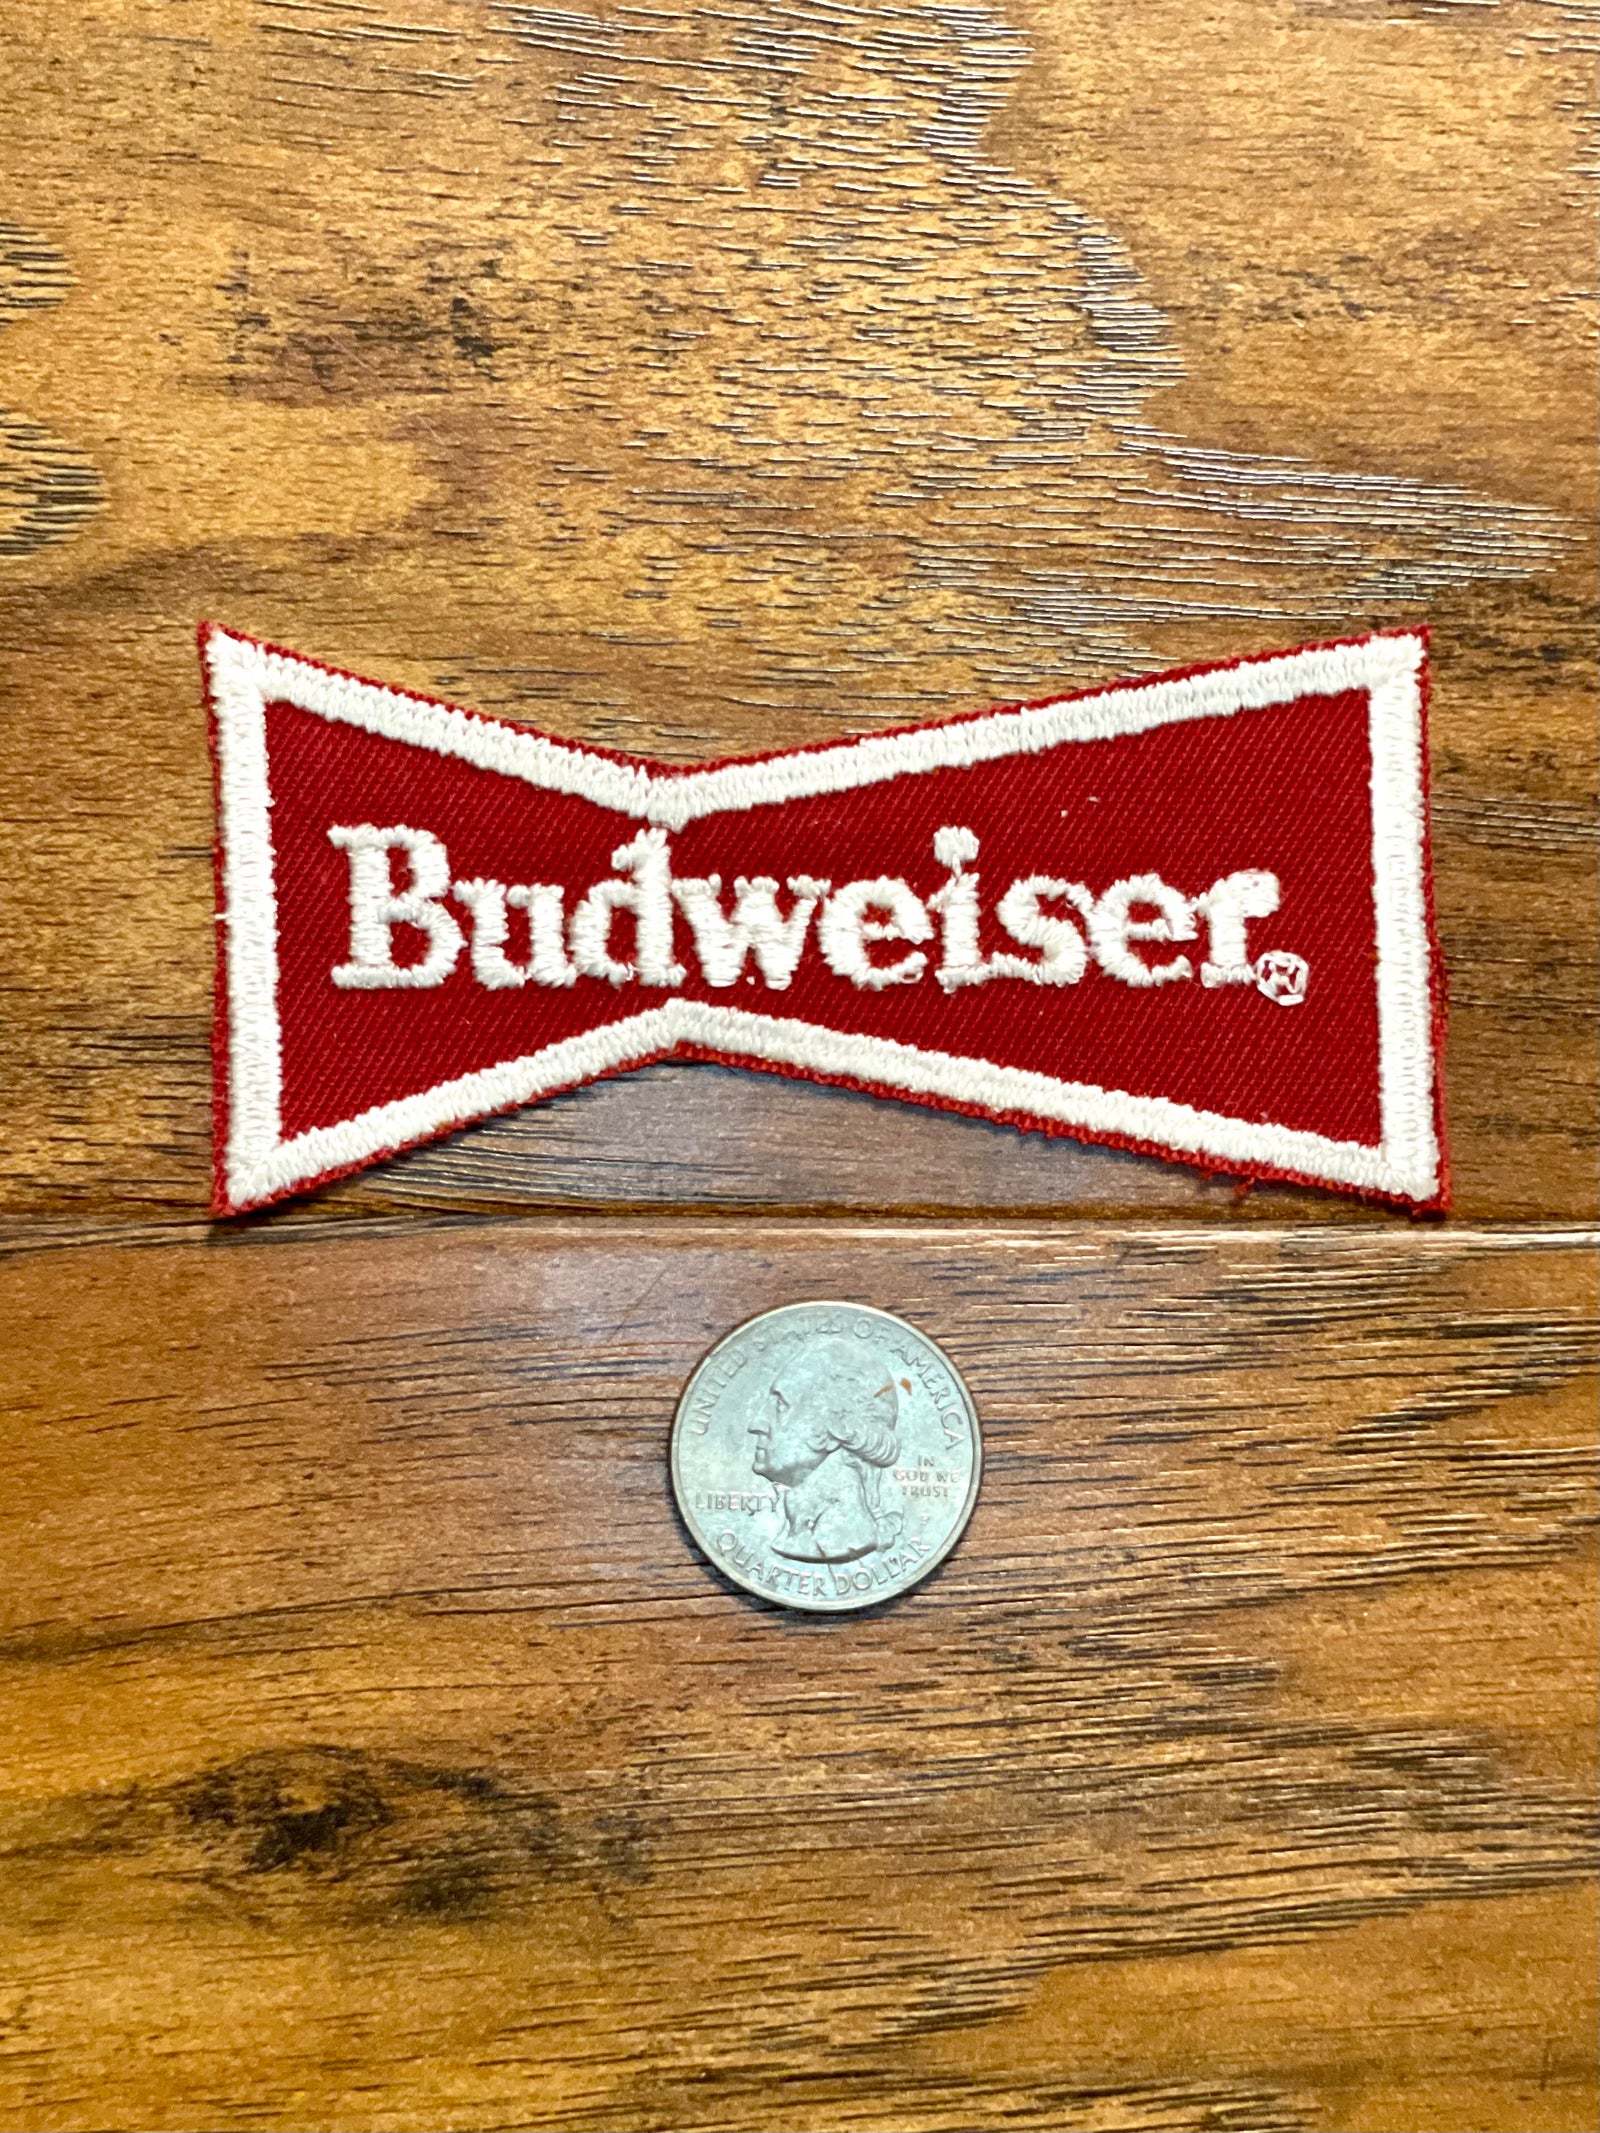 Budweiser®
UNITED STATES OF AMERICA
IN
GOD WE
TRUST
LIBERTY
QUARTER DOLLAR